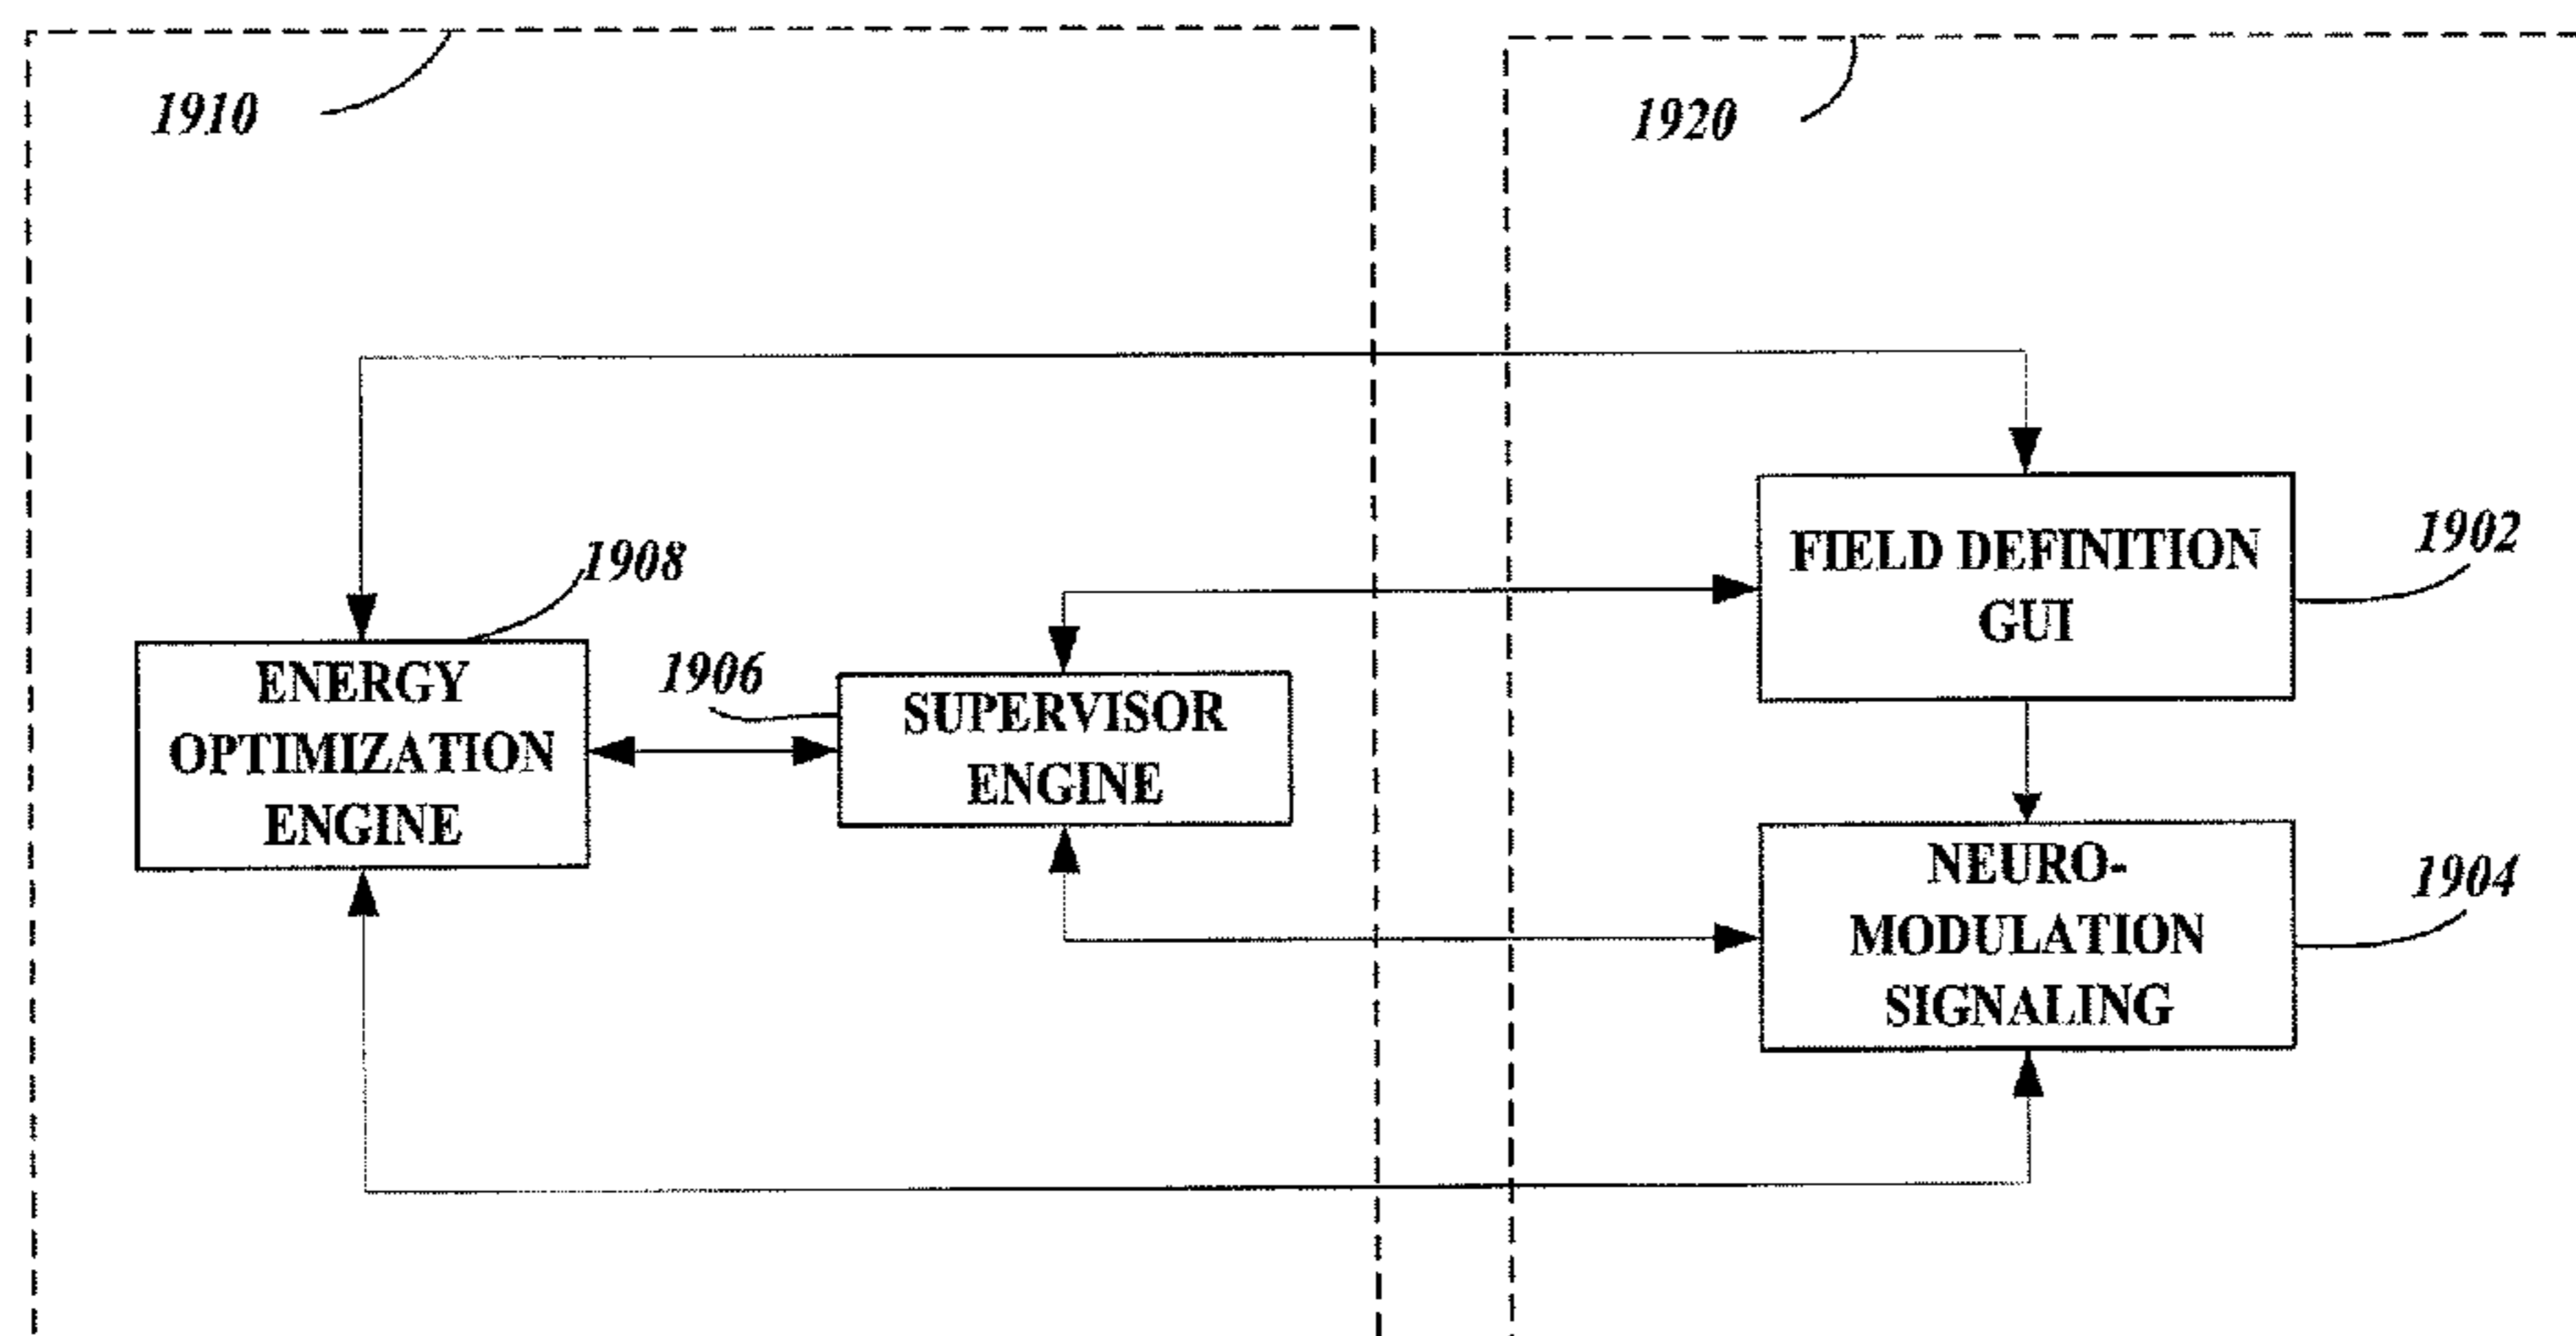 1910
1920
1902
FIELD DEFINITION
GUI
1908
ENERGY
OPTIMIZATION
ENGINE
1906
SUPERVISOR
ENGINE
NEURO-
MODULATION
SIGNALING
1904